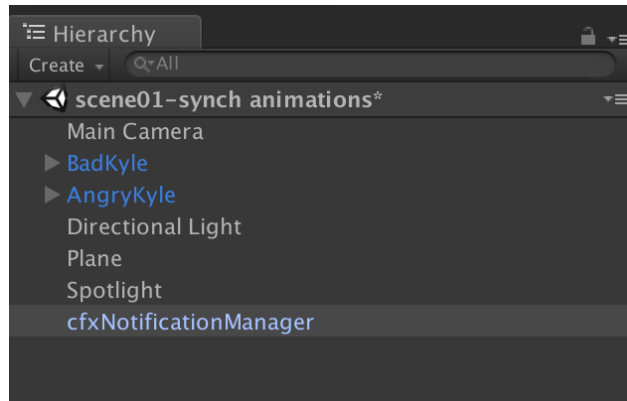 Hierarchy
Create All
scene01-synch animations*
Main Camera
BadKyle
AngryKyle
Directional Light
Plane
Spotlight
cfxNotificationManager